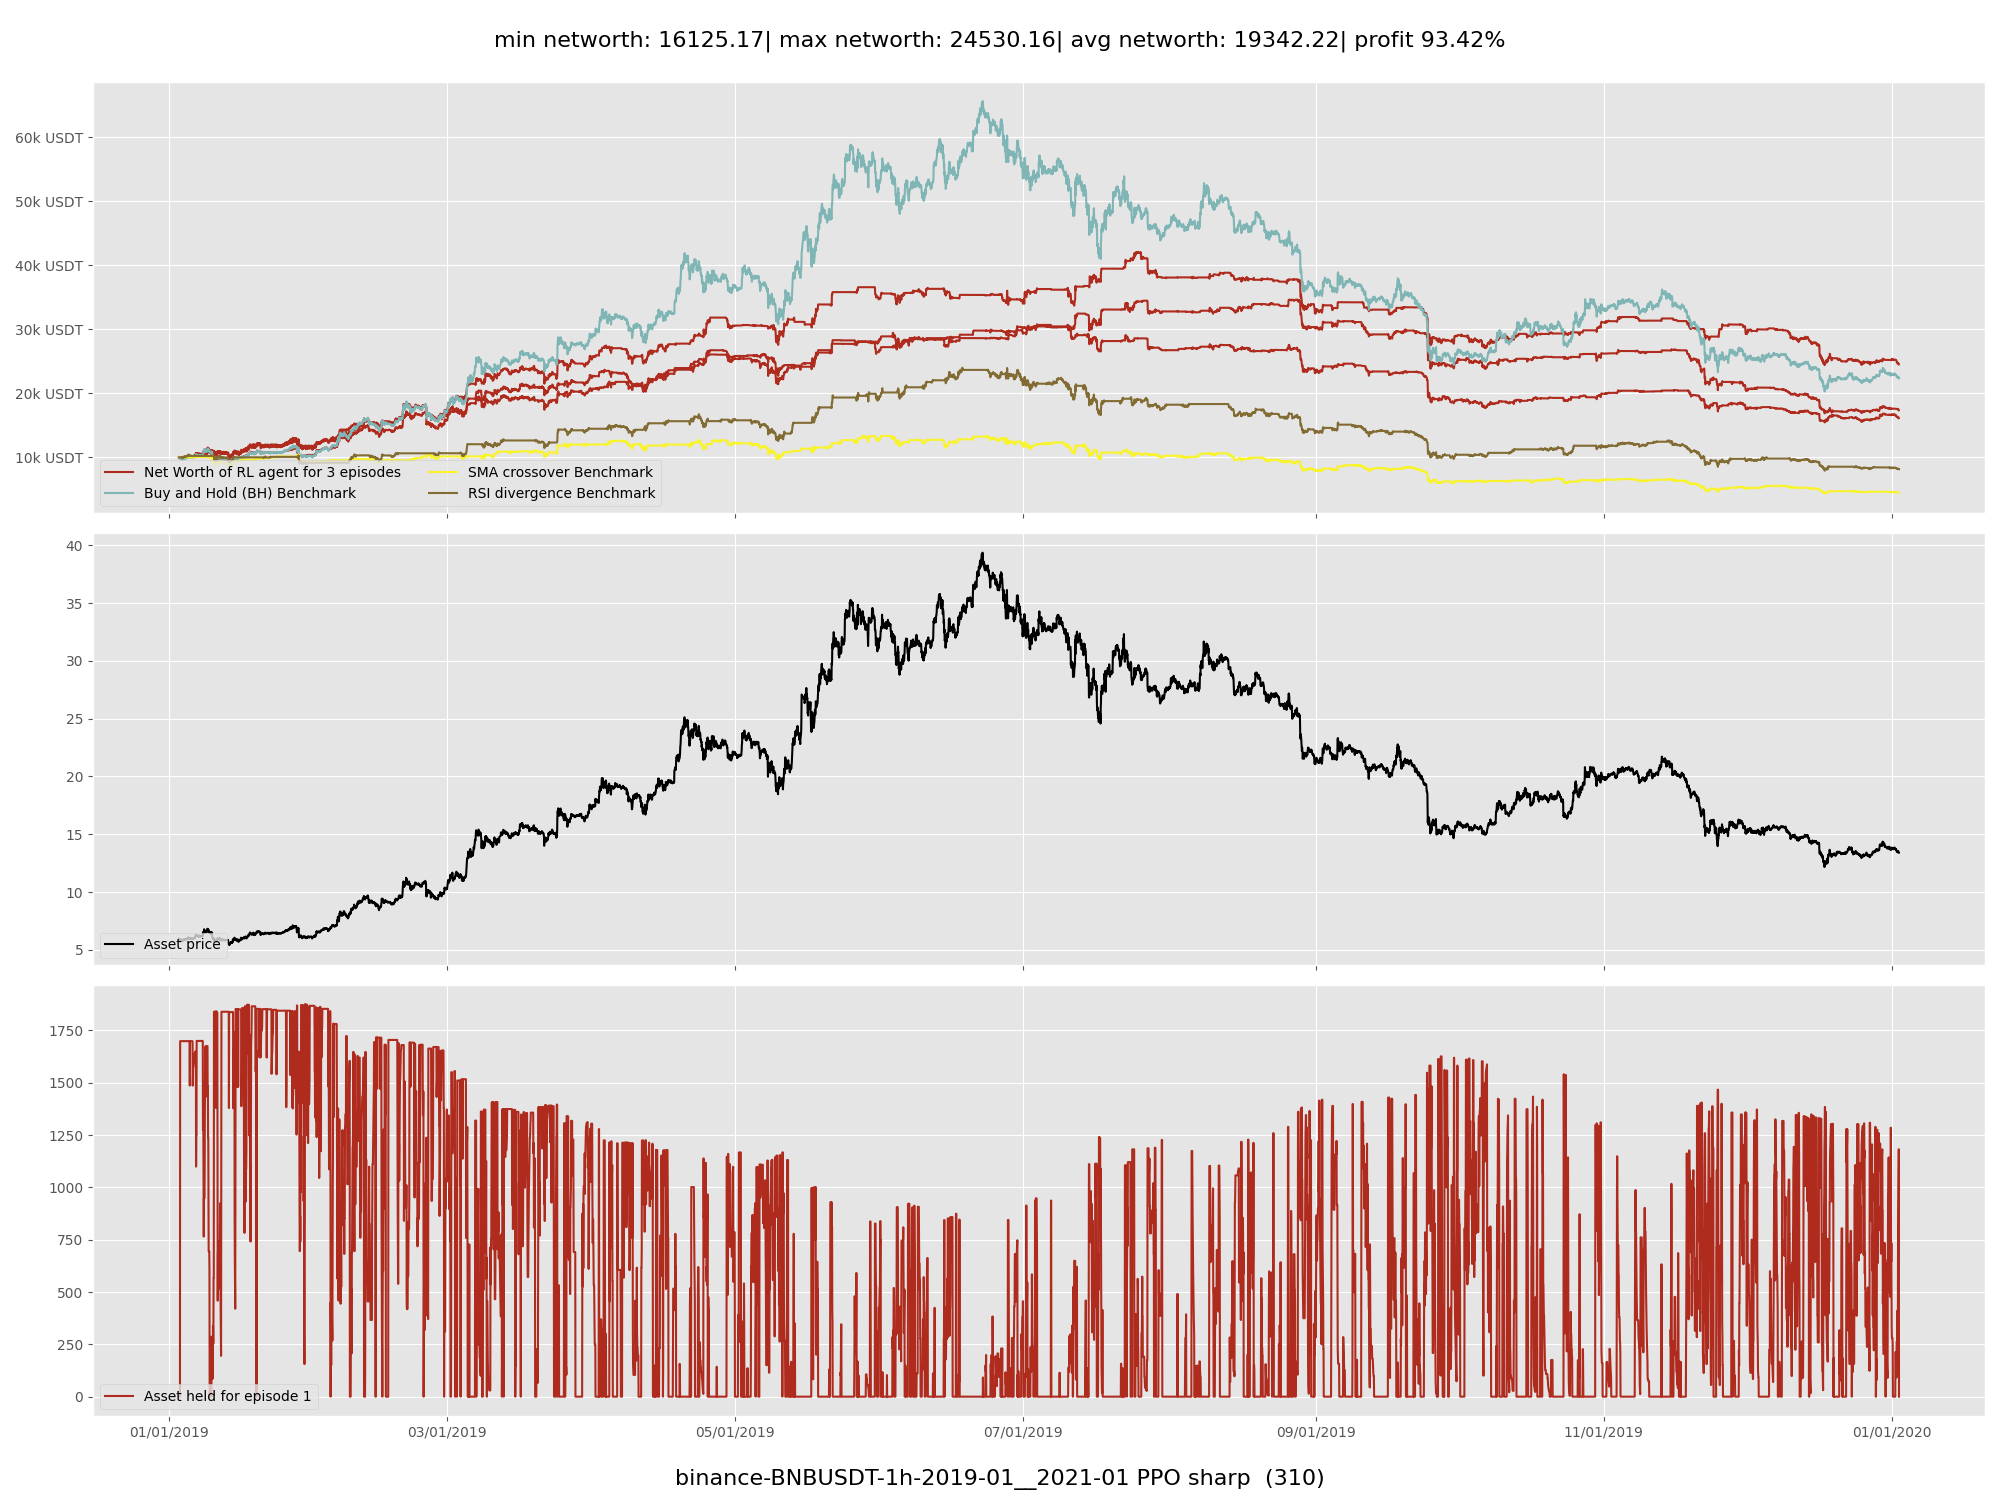 min networth: 16125.17| max networth: 24530.16| avg networth: 19342.22| profit 93.42%
60k USDT
50k USDT
40k USDT
30k USDT
20k USDT
10k USDT
Net Worth of RL agent for 3 episodes
Buy and Hold (BH) Benchmark
SMA crossover Benchmark
RSI divergence Benchmark
40
35
30
25
20
15
10
5
Asset price
1750
1500
1250
1000
750
500
250
0
Asset held for episode 1
01/01/2019 03/01/2019 05/01/2019 07/01/2019 09/01/2019 11/01/2019 01/01/2020
binance-BNBUSDT-1h-2019-01__2021-01 PPO sharp  (310)